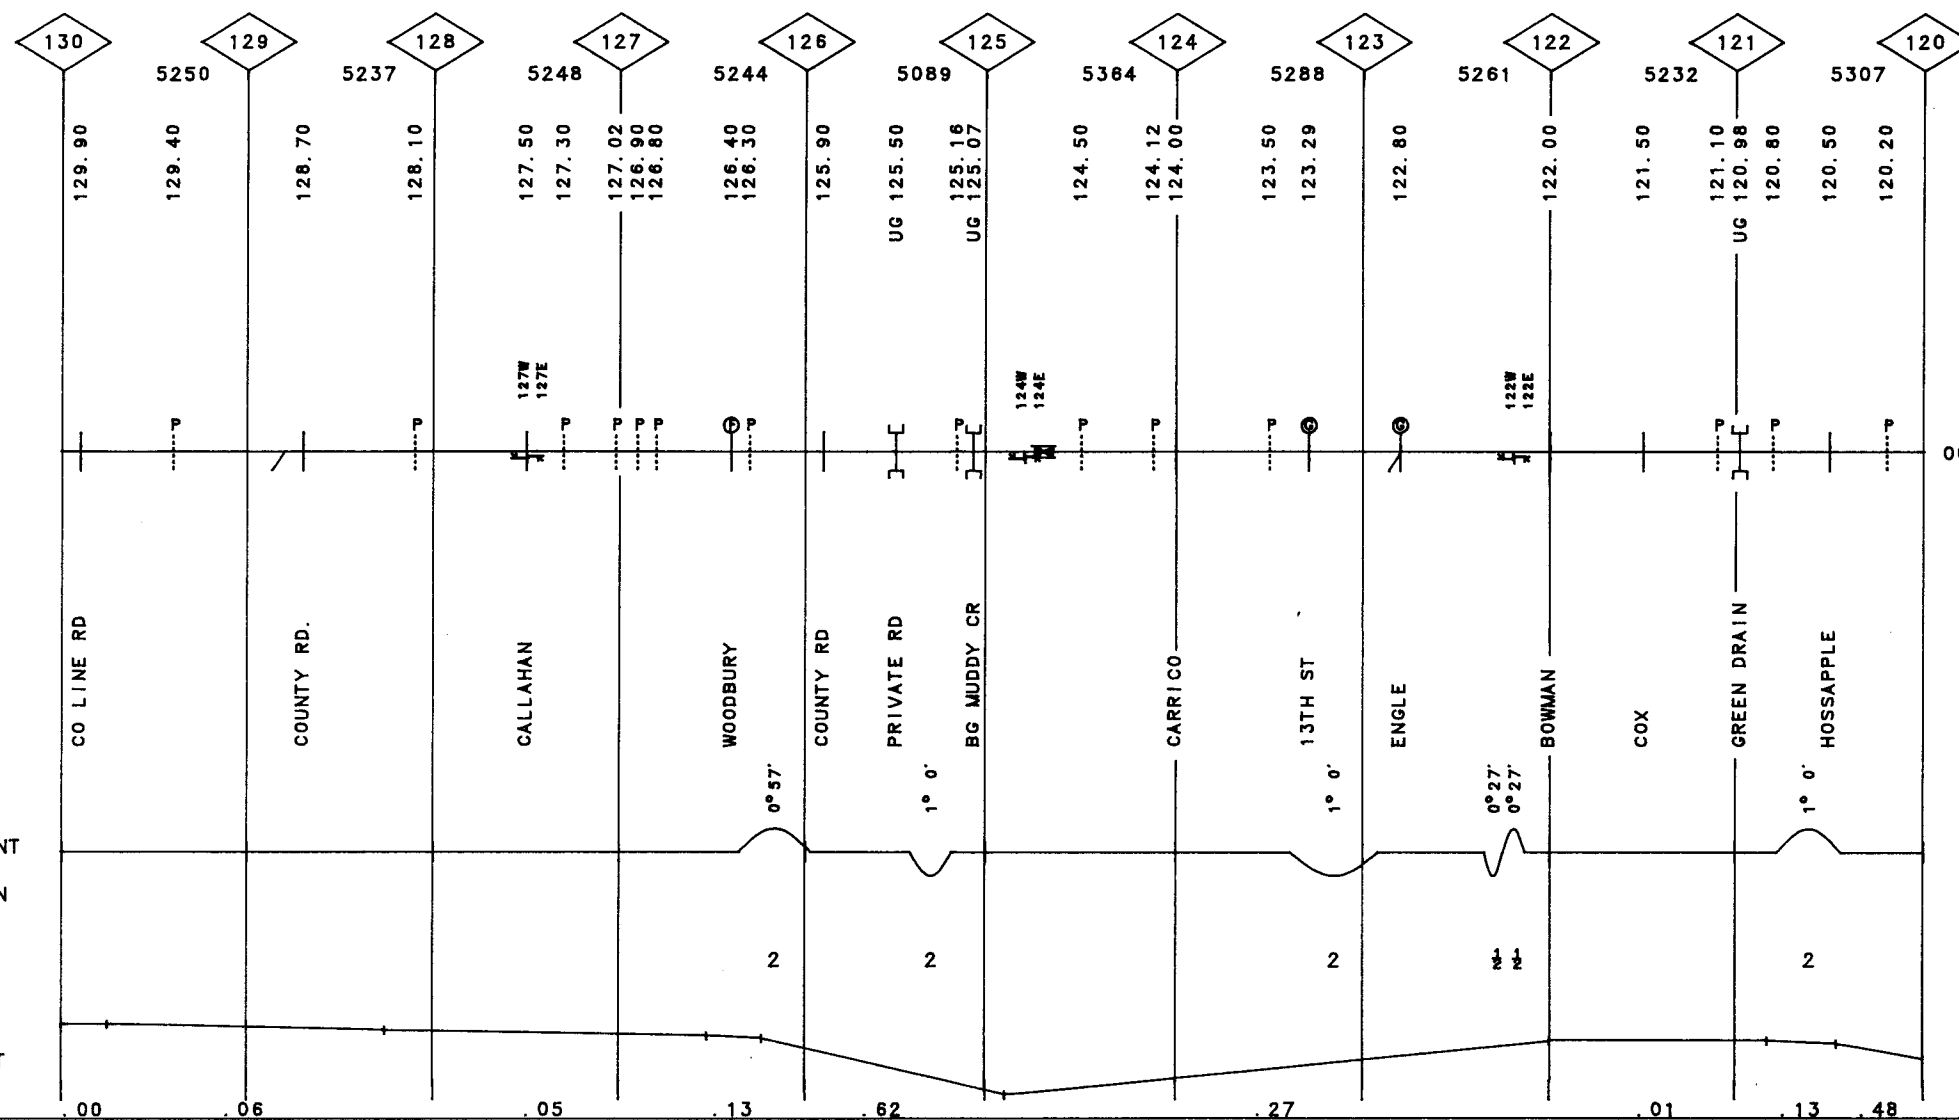 130 129 128 127 126 125 124 123 122 121 120
5250 5237 5248 5244 5089 5364 5288 5261 5232 5307
129.90
129.40
128.70
128.10
127.50
127.30
127.02
126.90
126.80
126.40
126.30
125.90
UG 125.50
125.16
UG 125.07
124.50
124.12
124.00
123.50
123.29
122.80
122.00
121.50
121.10
UG 120.98
120.80
120.50
120.20
127W
127E
124W
124E
122W
122E
P P P P P P P P P P P P G G P P P
CO LINE RD
COUNTY RD.
CALLAHAN
WOODBURY
COUNTY RD
PRIVATE RD
BG MUDDY CR
CARRICO
13TH ST
ENGLE
BOWMAN
COX
GREEN DRAIN
HOSSAPPLE
0°57'
1° 0'
1° 0'
0°27'
0°27'
1° 0'
NT
N
2 2 2 ½ ½ 2
T
.00 .06 .05 .13 .62 .27 .01 .13 .48